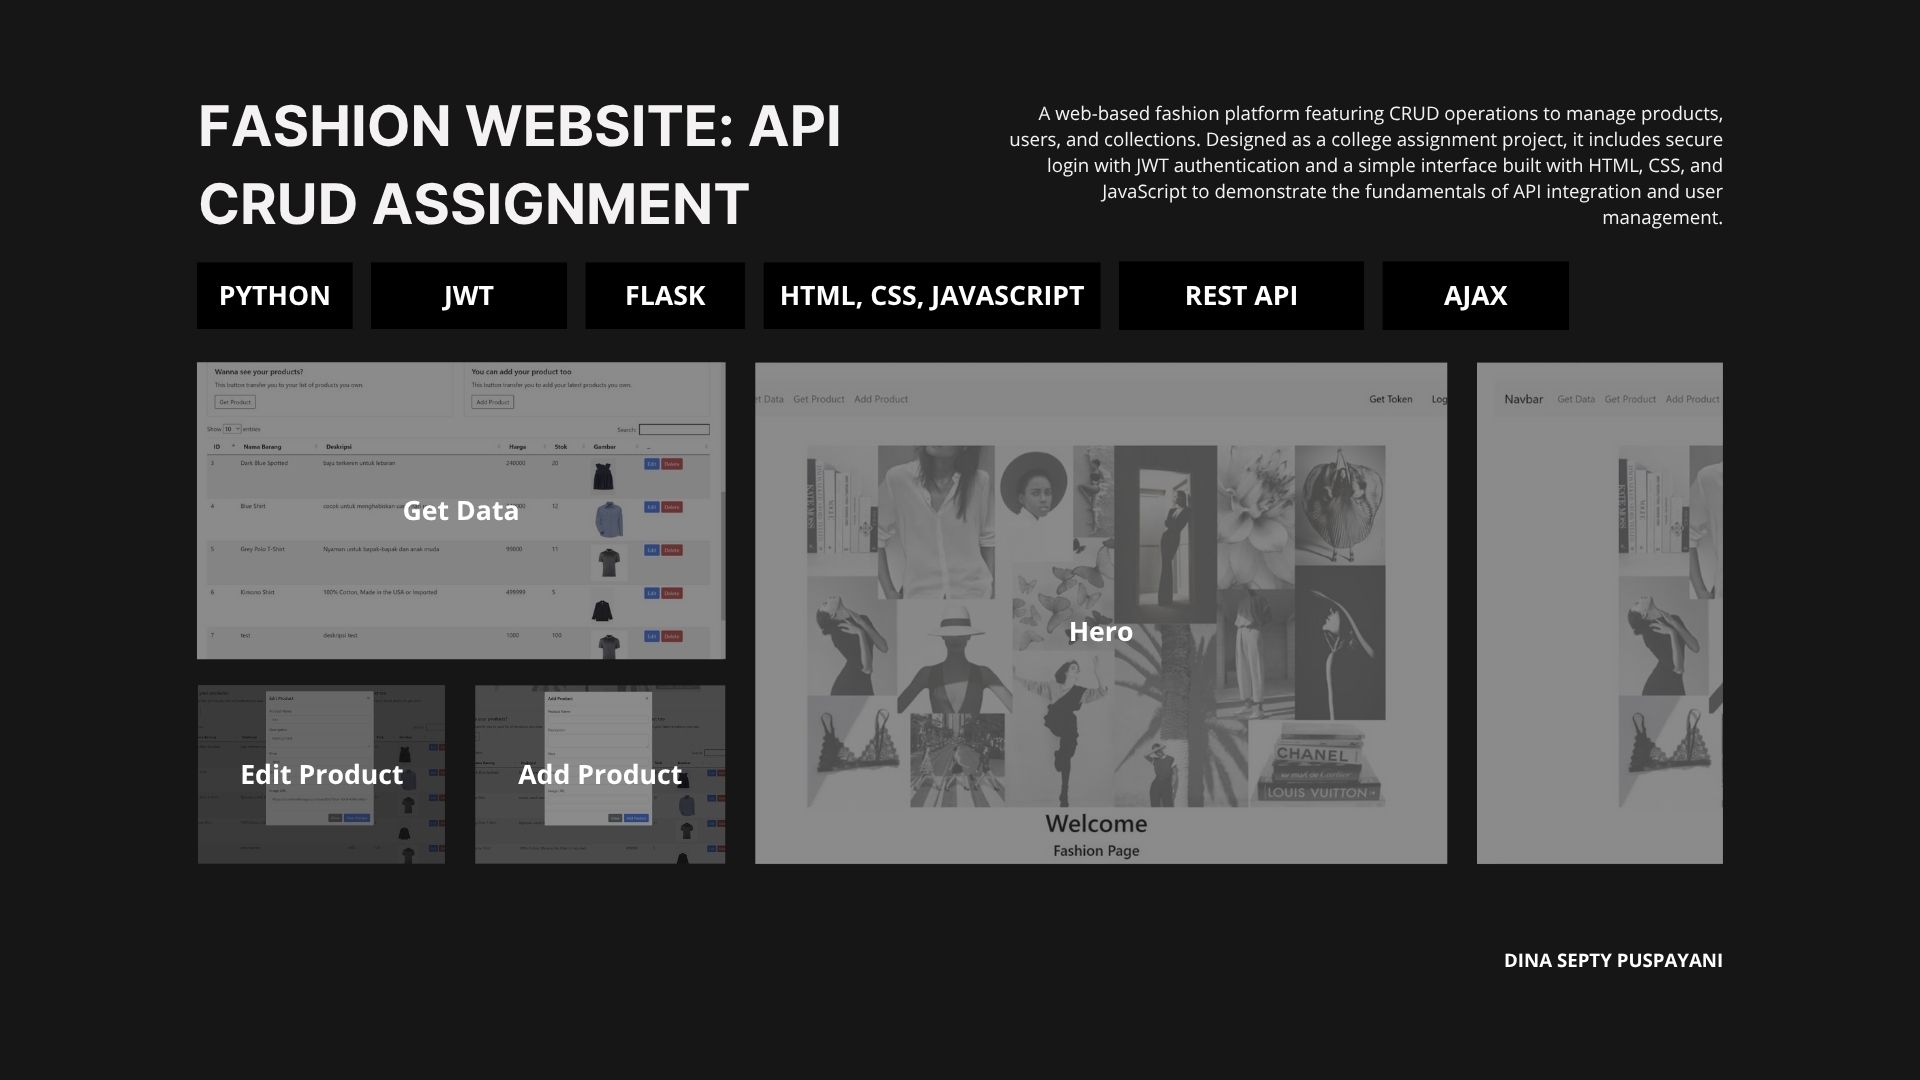 FASHION WEBSITE: API
CRUD ASSIGNMENT
A web-based fashion platform featuring CRUD operations to manage products,
users, and collections. Designed as a college assignment project, it includes secure
login with JWT authentication and a simple interface built with HTML, CSS, and
JavaScript to demonstrate the fundamentals of API integration and user
management.
PYTHON
JWT
FLASK
HTML, CSS, JAVASCRIPT
REST API
AJAX
Wanna see your products?
This button transfer you to your list of products you own.
Get Product
You can add your product too
This button transfer you to add your latest products you own.
Add Product
Show 10 entries
Search:
ID Nama Barang Deskripsi Harga Stok Gambar
3 Dark Blue Spotted baju terkeren untuk lebaran 240000 20 Edit Delete
4 Blue Shirt cocok untuk menghabiskan 12 Edit Delete
5 Grey Polo T-Shirt Nyaman untuk bapak-bapak dan anak muda 99000 11 Edit Delete
6 Kimono Shirt 100% Cotton, Made in the USA or Imported 499999 5 Edit Delete
7 test deskripsi test 1000 100 Edit Delete
Get Data
Edit Product
Edit Product
Add Product
Product Name
Add Product
et Data Get Product Add Product Get Token Log
CHANEL
LOUIS VUITTON
Hero
Welcome
Fashion Page
Navbar Get Data Get Product Add Product
DINA SEPTY PUSPAYANI